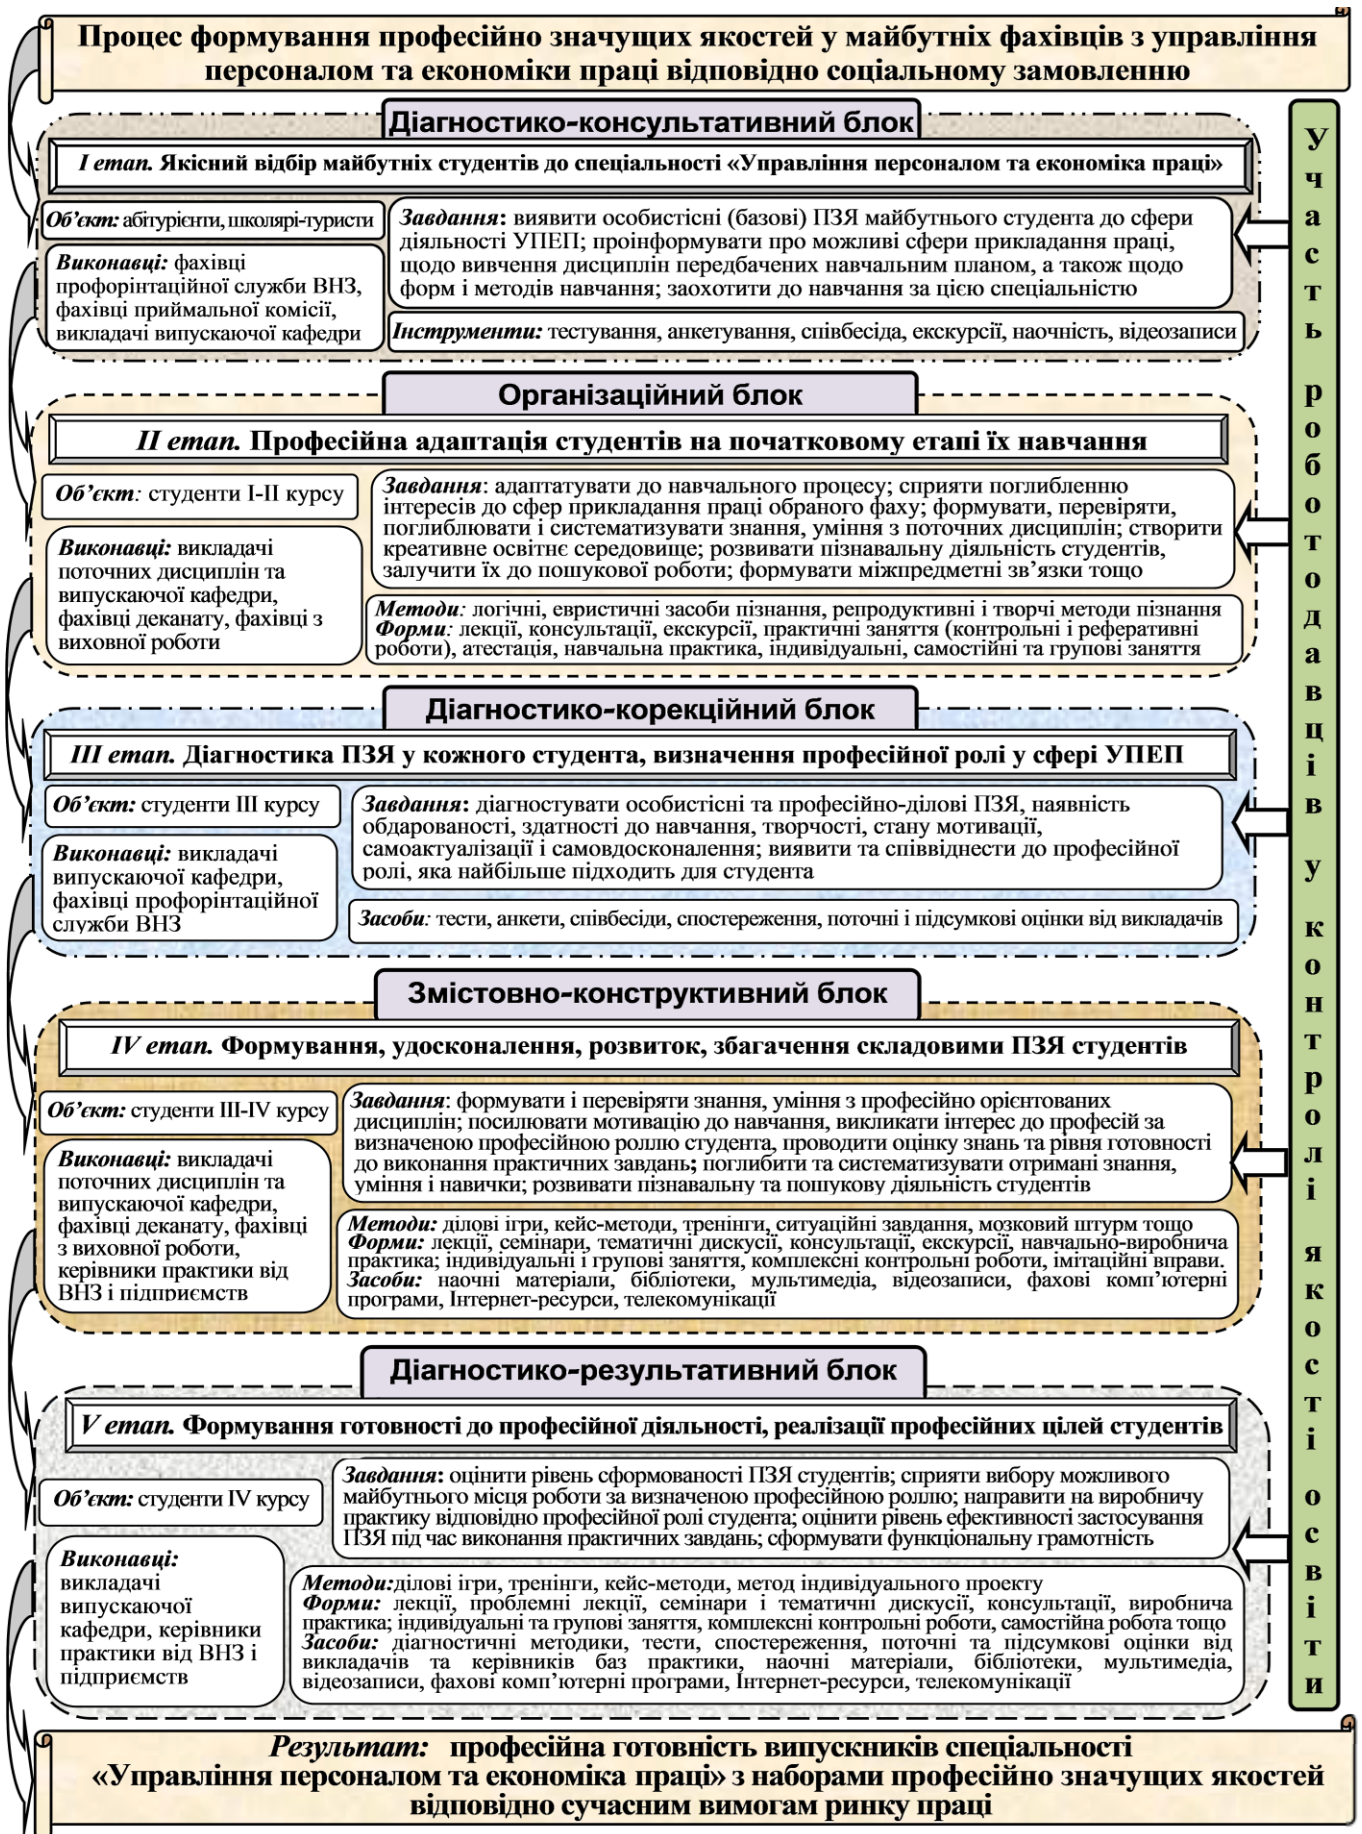 Процес формування професійно значущих якостей у майбутніх фахівців з управління
персоналом та економіки праці відповідно соціальному замовленню
Діагностико-консультативний блок
І етап. Якісний відбір майбутніх студентів до спеціальності «Управління персоналом та економіка праці»
Об'єкт: абітурієнти, школярі-туристи
Виконавці: фахівці
профорінтаційної служби ВНЗ,
фахівці приймальної комісії,
викладачі випускаючої кафедри
Завдання: виявити особистісні (базові) ПЗЯ майбутнього студента до сфери
діяльності УПЕП; проінформувати про можливі сфери прикладання праці,
щодо вивчення дисциплін передбачених навчальним планом, а також щодо
форм і методів навчання; заохотити до навчання за цією спеціальністю
Інструменти: тестування, анкетування, співбесіда, екскурсії, наочність, відеозаписи
Організаційний блок
ІІ етап. Професійна адаптація студентів на початковому етапі їх навчання
Об'єкт: студенти І-ІІ курсу
Виконавці: викладачі
поточних дисциплін та
випускаючої кафедри,
фахівці деканату, фахівці з
виховної роботи
Завдання: адаптатувати до навчального процесу; сприяти поглибленню
інтересів до сфер прикладання праці обраного фаху; формувати, перевіряти,
поглиблювати і систематизувати знання, уміння з поточних дисциплін; створити
креативне освітнє середовище; розвивати пізнавальну діяльність студентів,
залучити їх до пошукової роботи; формувати міжпредметні зв'язки тощо
Методи: логічні, евристичні засоби пізнання, репродуктивні і творчі методи пізнання
Форми: лекції, консультації, екскурсії, практичні заняття (контрольні і реферативні
роботи), атестація, навчальна практика, індивідуальні, самостійні та групові заняття
Діагностико-корекційний блок
ІІІ етап. Діагностика ПЗЯ у кожного студента, визначення професійної ролі у сфері УПЕП
Об'єкт: студенти ІІІ курсу
Виконавці: викладачі
випускаючої кафедри,
фахівці профорінтаційної
служби ВНЗ
Завдання: діагностувати особистісні та професійно-ділові ПЗЯ, наявність
обдарованості, здатності до навчання, творчості, стану мотивації,
самоактуалізації і самовдосконалення; виявити та співвіднести до професійної
ролі, яка найбільше підходить для студента
Засоби: тести, анкети, співбесіди, спостереження, поточні і підсумкові оцінки від викладачів
Змістовно-конструктивний блок
IV етап. Формування, удосконалення, розвиток, збагачення складовими ПЗЯ студентів
Об'єкт: студенти ІІІ-IV курсу
Виконавці: викладачі
поточних дисциплін та
випускаючої кафедри,
фахівці деканату, фахівці
з виховної роботи,
керівники практики від
ВНЗ і підприємств
Завдання: формувати і перевіряти знання, уміння з професійно орієнтованих
дисциплін; посилювати мотивацію до навчання, викликати інтерес до професій за
визначеною професійною роллю студента, проводити оцінку знань та рівня готовності
до виконання практичних завдань; поглибити та систематизувати отримані знання,
уміння і навички; розвивати пізнавальну та пошукову діяльність студентів
Методи: ділові ігри, кейс-методи, тренінги, ситуаційні завдання, мозковий штурм тощо
Форми: лекції, семінари, тематичні дискусії, консультації, екскурсії, навчально-виробнича
практика; індивідуальні і групові заняття, комплексні контрольні роботи, імітаційні вправи.
Засоби: наочні матеріали, бібліотеки, мультимедіа, відеозаписи, фахові комп'ютерні
програми, Інтернет-ресурси, телекомунікації
Діагностико-результативний блок
V етап. Формування готовності до професійної діяльності, реалізації професійних цілей студентів
Об'єкт: студенти IV курсу
Виконавці:
викладачі
випускаючої
кафедри, керівники
практики від ВНЗ і
підприємств
Завдання: оцінити рівень сформованості ПЗЯ студентів; сприяти вибору можливого
майбутнього місця роботи за визначеною професійною роллю; направити на виробничу
практику відповідно професійної ролі студента; оцінити рівень ефективності застосування
ПЗЯ під час виконання практичних завдань; сформувати функціональну грамотність
Методи:ділові ігри, тренінги, кейс-методи, метод індивідуального проекту
Форми: лекції, проблемні лекції, семінари і тематичні дискусії, консультації, виробнича
практика; індивідуальні та групові заняття, комплексні контрольні роботи, самостійна робота тощо
Засоби: діагностичні методики, тести, спостереження, поточні та підсумкові оцінки від
викладачів та керівників баз практики, наочні матеріали, бібліотеки, мультимедіа,
відеозаписи, фахові комп'ютерні програми, Інтернет-ресурси, телекомунікації
Участь роботодавців у контролі якості освіти
Результат: професійна готовність випускників спеціальності
«Управління персоналом та економіка праці» з наборами професійно значущих якостей
відповідно сучасним вимогам ринку праці